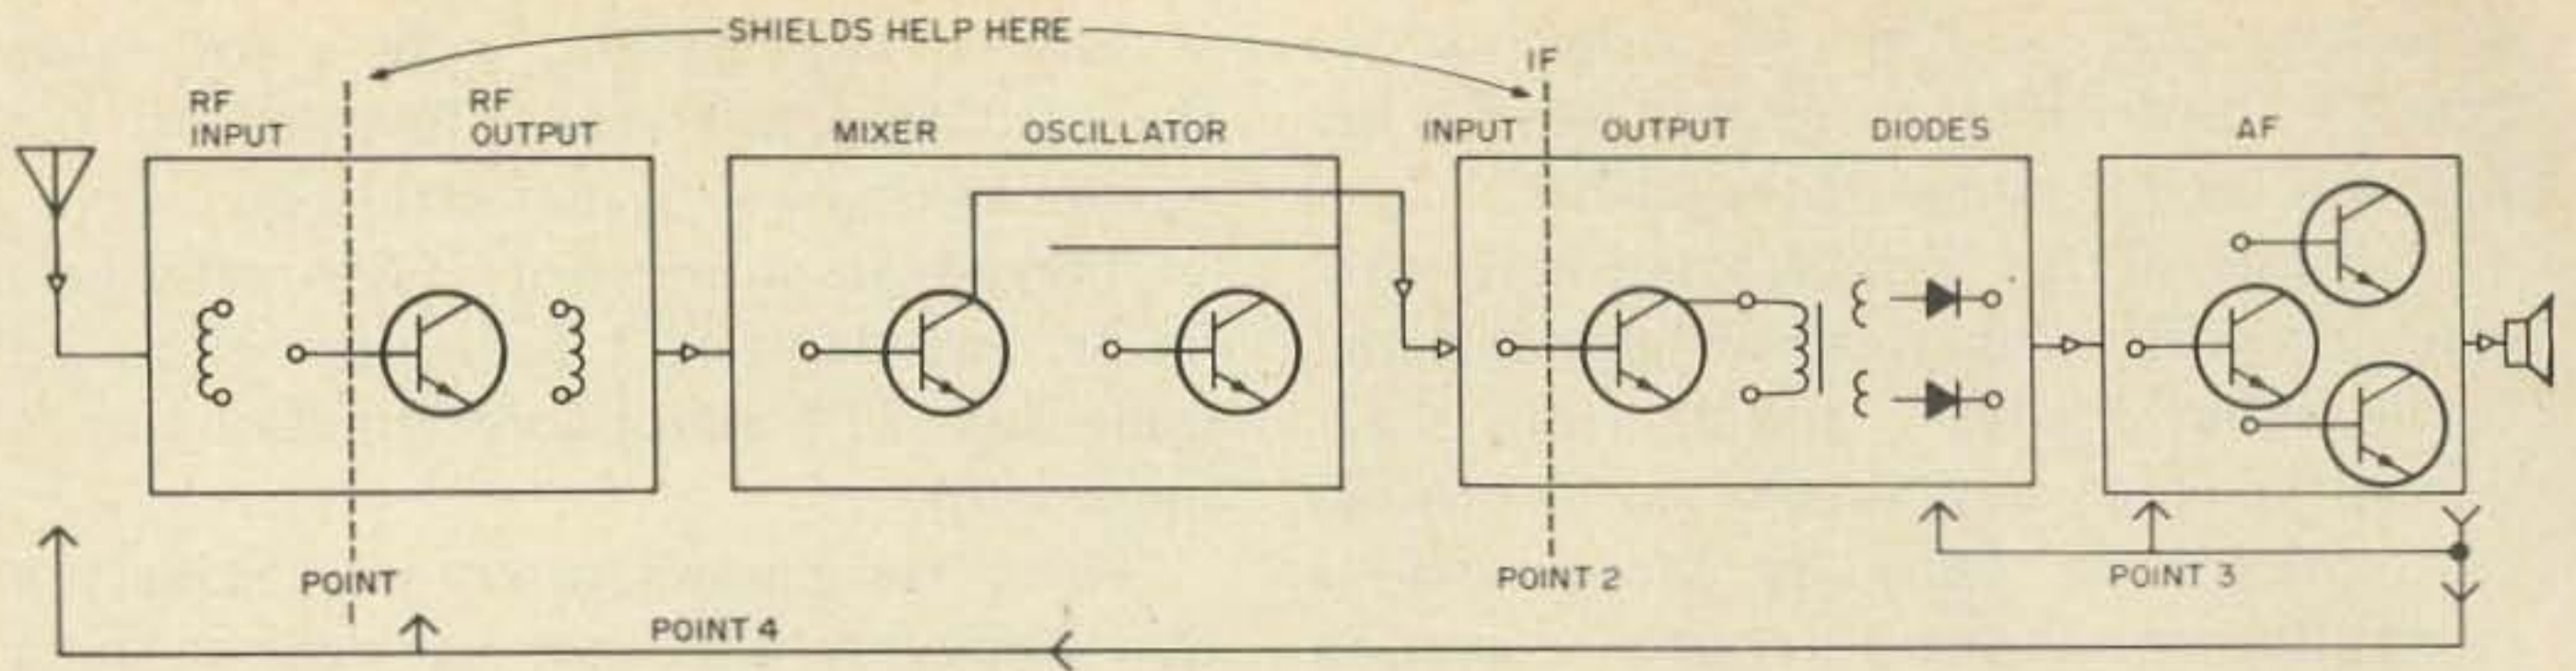 SHIELDS HELP HERE
IF
RF
INPUT
RF
OUTPUT
MIXER
OSCILLATOR
INPUT
OUTPUT
DIODES
AF
POINT
POINT 2
POINT 3
POINT 4